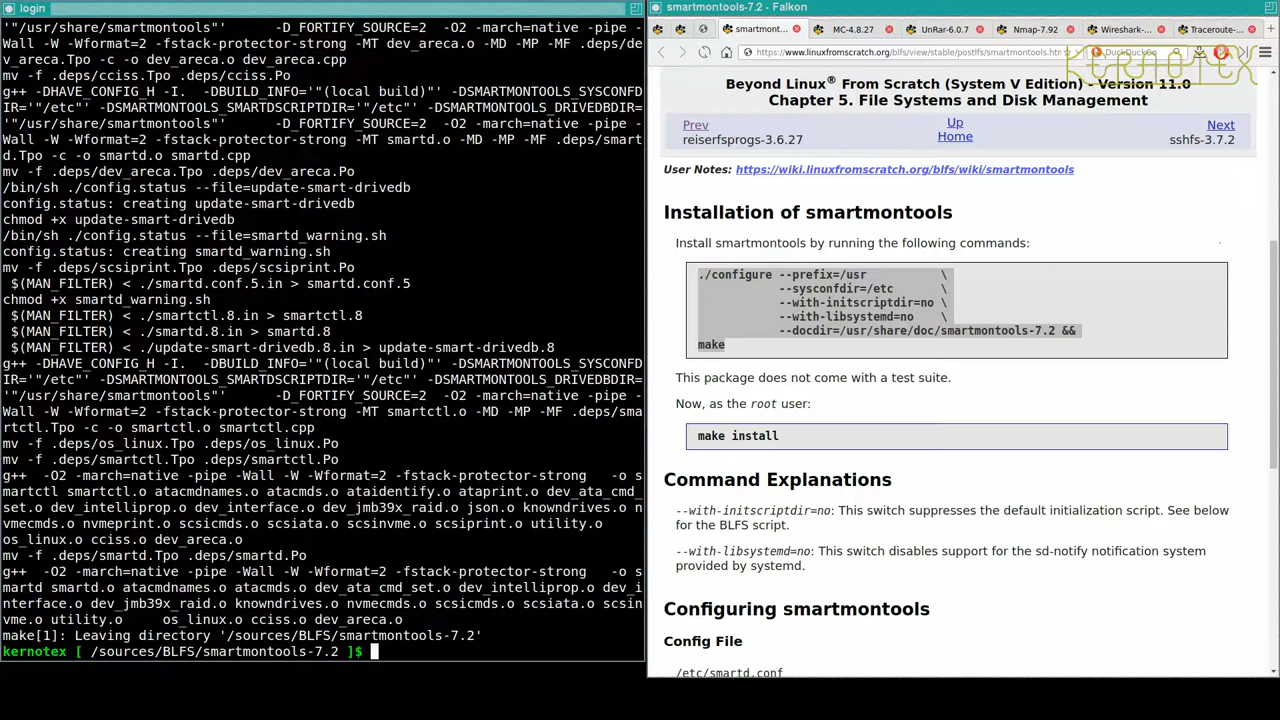 login
'"/usr/share/smartmontools"'      -D_FORTIFY_SOURCE=2  -O2 -march=native -pipe -
Wall -W -Wformat=2 -fstack-protector-strong -MT dev_areca.o -MD -MP -MF .deps/de
v_areca.Tpo -c -o dev_areca.o dev_areca.cpp
mv -f .deps/cciss.Tpo .deps/cciss.Po
g++ -DHAVE_CONFIG_H -I.  -DBUILD_INFO='"(local build)"' -DSMARTMONTOOLS_SYSCONFD
IR='"/etc"' -DSMARTMONTOOLS_SMARTDSCRIPTDIR='"/etc"' -DSMARTMONTOOLS_DRIVEDBDIR=
'"/usr/share/smartmontools"'      -D_FORTIFY_SOURCE=2  -O2 -march=native -pipe -
Wall -W -Wformat=2 -fstack-protector-strong -MT smartd.o -MD -MP -MF .deps/smart
d.Tpo -c -o smartd.o smartd.cpp
mv -f .deps/dev_areca.Tpo .deps/dev_areca.Po
/bin/sh ./config.status --file=update-smart-drivedb
config.status: creating update-smart-drivedb
chmod +x update-smart-drivedb
/bin/sh ./config.status --file=smartd_warning.sh
config.status: creating smartd_warning.sh
mv -f .deps/scsiprint.Tpo .deps/scsiprint.Po
 $(MAN_FILTER) < ./smartd.conf.5.in > smartd.conf.5
chmod +x smartd_warning.sh
 $(MAN_FILTER) < ./smartctl.8.in > smartctl.8
 $(MAN_FILTER) < ./smartd.8.in > smartd.8
 $(MAN_FILTER) < ./update-smart-drivedb.8.in > update-smart-drivedb.8
g++ -DHAVE_CONFIG_H -I.  -DBUILD_INFO='"(local build)"' -DSMARTMONTOOLS_SYSCONFD
IR='"/etc"' -DSMARTMONTOOLS_SMARTDSCRIPTDIR='"/etc"' -DSMARTMONTOOLS_DRIVEDBDIR=
'"/usr/share/smartmontools"'      -D_FORTIFY_SOURCE=2  -O2 -march=native -pipe -
Wall -W -Wformat=2 -fstack-protector-strong -MT smartctl.o -MD -MP -MF .deps/sma
rtctl.Tpo -c -o smartctl.o smartctl.cpp
mv -f .deps/os_linux.Tpo .deps/os_linux.Po
mv -f .deps/smartctl.Tpo .deps/smartctl.Po
g++  -O2 -march=native -pipe -Wall -W -Wformat=2 -fstack-protector-strong   -o s
martctl smartctl.o atacmdnames.o atacmds.o ataidentify.o ataprint.o dev_ata_cmd_
set.o dev_intelliprop.o dev_interface.o dev_jmb39x_raid.o json.o knowndrives.o n
vmecmds.o nvmeprint.o scsicmds.o scsiata.o scsinvme.o scsiprint.o utility.o
os_linux.o cciss.o dev_areca.o
mv -f .deps/smartd.Tpo .deps/smartd.Po
g++  -O2 -march=native -pipe -Wall -W -Wformat=2 -fstack-protector-strong   -o s
martd smartd.o atacmdnames.o atacmds.o dev_ata_cmd_set.o dev_intelliprop.o dev_i
nterface.o dev_jmb39x_raid.o knowndrives.o nvmecmds.o scsicmds.o scsiata.o scsin
vme.o utility.o     os_linux.o cciss.o dev_areca.o
make[1]: Leaving directory '/sources/BLFS/smartmontools-7.2'
kernotex [ /sources/BLFS/smartmontools-7.2 ]$
smartmontools-7.2 - Falkon
smartmont... MC-4.8.27 UnRar-6.0.7 Nmap-7.92 Wireshark-... Traceroute-...
https://www.linuxfromscratch.org/blfs/view/stable/postlfs/smartmontools.htm DuckDuckGo
KERNOTEX
Beyond Linux® From Scratch (System V Edition) - Version 11.0
Chapter 5. File Systems and Disk Management
Prev Up Next
reiserfsprogs-3.6.27 Home sshfs-3.7.2
User Notes: https://wiki.linuxfromscratch.org/blfs/wiki/smartmontools
Installation of smartmontools
Install smartmontools by running the following commands:
./configure --prefix=/usr           \
            --sysconfdir=/etc       \
            --with-initscriptdir=no \
            --with-libsystemd=no    \
            --docdir=/usr/share/doc/smartmontools-7.2 &&
make
This package does not come with a test suite.
Now, as the root user:
make install
Command Explanations
--with-initscriptdir=no: This switch suppresses the default initialization script. See below
for the BLFS script.
--with-libsystemd=no: This switch disables support for the sd-notify notification system
provided by systemd.
Configuring smartmontools
Config File
/etc/smartd.conf